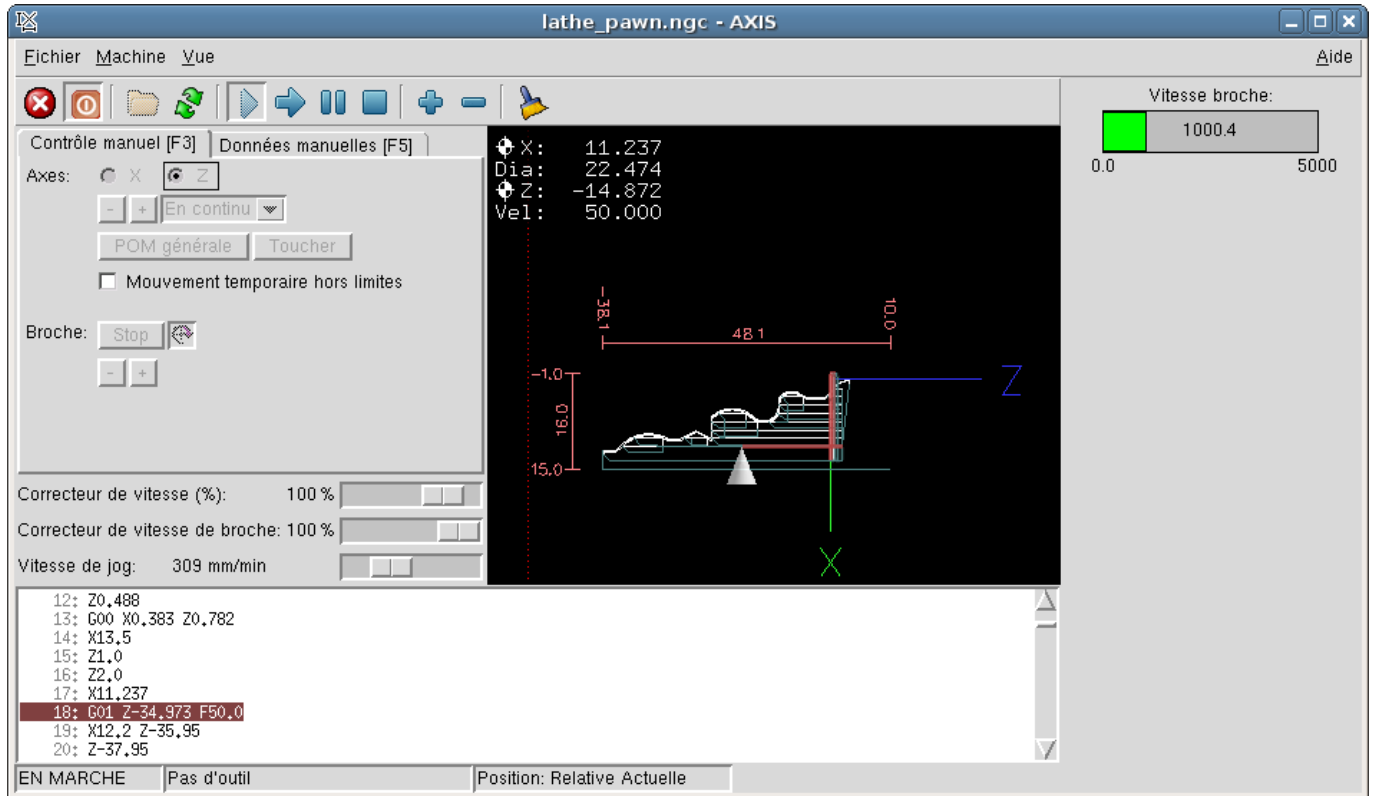 lathe_pawn.ngc - AXIS
Fichier Machine Vue Aide
Contrôle manuel [F3] Données manuelles [F5]
Axes: X Z
- + En continu
POM générale Toucher
Mouvement temporaire hors limites
Broche: Stop
- +
Correcteur de vitesse (%): 100 %
Correcteur de vitesse de broche: 100 %
Vitesse de jog: 309 mm/min
X: 11.237
Dia: 22.474
Z: -14.872
Vel: 50.000
-38.1
10.0
48.1
-1.0
16.0
15.0
Z
X
Vitesse broche:
1000.4
0.0 5000
12: Z0.488
13: G00 X0.383 Z0.782
14: X13.5
15: Z1.0
16: Z2.0
17: X11.237
18: G01 Z-34.973 F50.0
19: X12.2 Z-35.95
20: Z-37.95
EN MARCHE Pas d'outil Position: Relative Actuelle